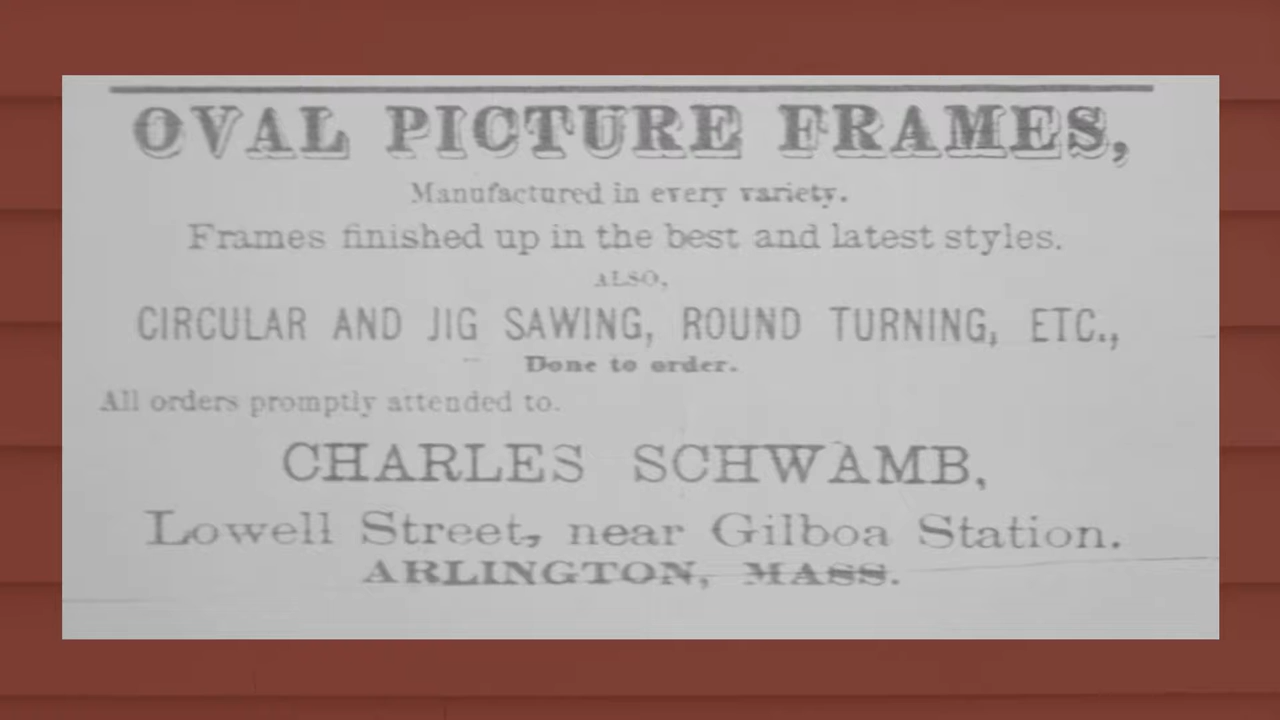 OVAL PICTURE FRAMES,
Manufactured in every variety.
Frames finished up in the best and latest styles.
ALSO,
CIRCULAR AND JIG SAWING, ROUND TURNING, ETC.,
Done to order.
All orders promptly attended to.
CHARLES SCHWAMB,
Lowell Street, near Gilboa Station.
ARLINGTON, MASS.